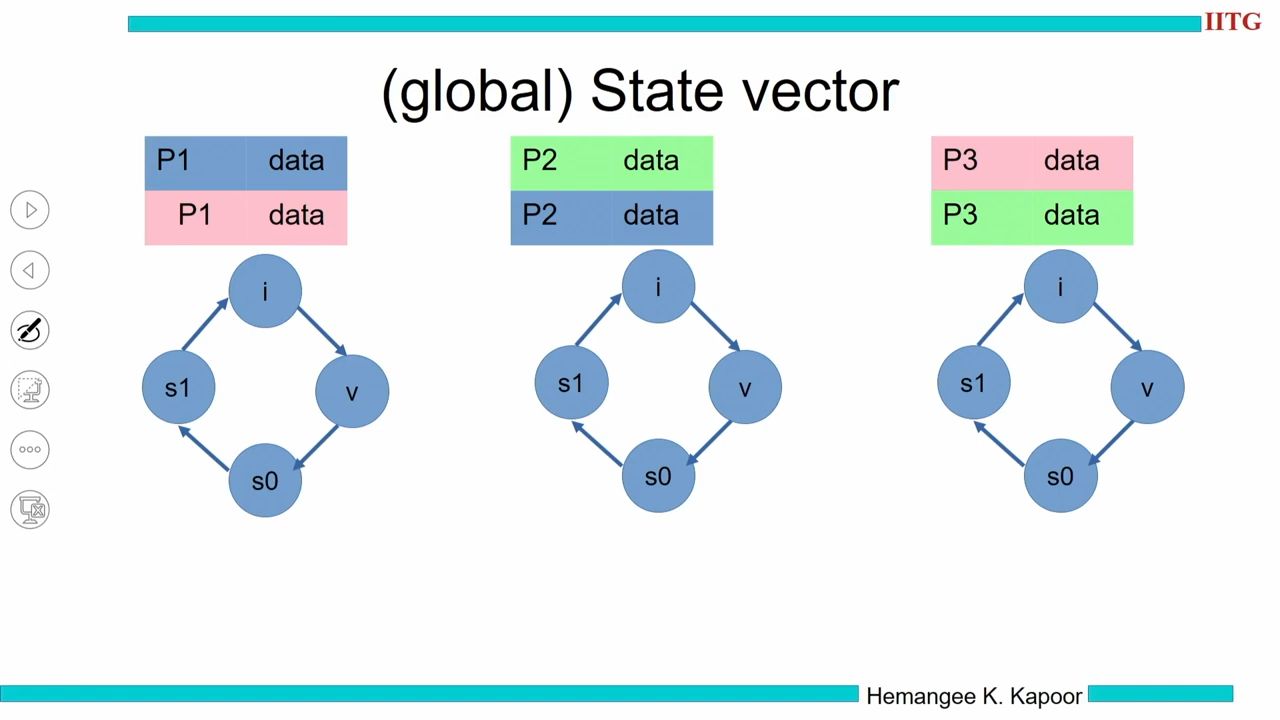 IITG
(global) State vector
P1 data
P1 data
P2 data
P2 data
P3 data
P3 data
i
s1
v
s0
i
s1
v
s0
i
s1
v
s0
Hemangee K. Kapoor